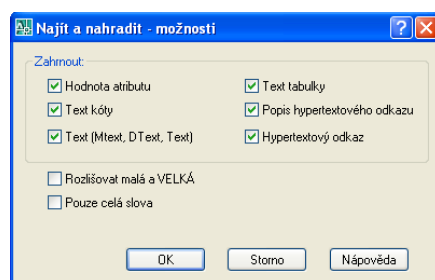 Najít a nahradit - možnosti
Zahrnout:
Hodnota atributu
Text tabulky
Text kóty
Popis hypertextového odkazu
Text (Mtext, DText, Text)
Hypertextový odkaz
Rozlišovat malá a VELKÁ
Pouze celá slova
OK
Storno
Nápověda